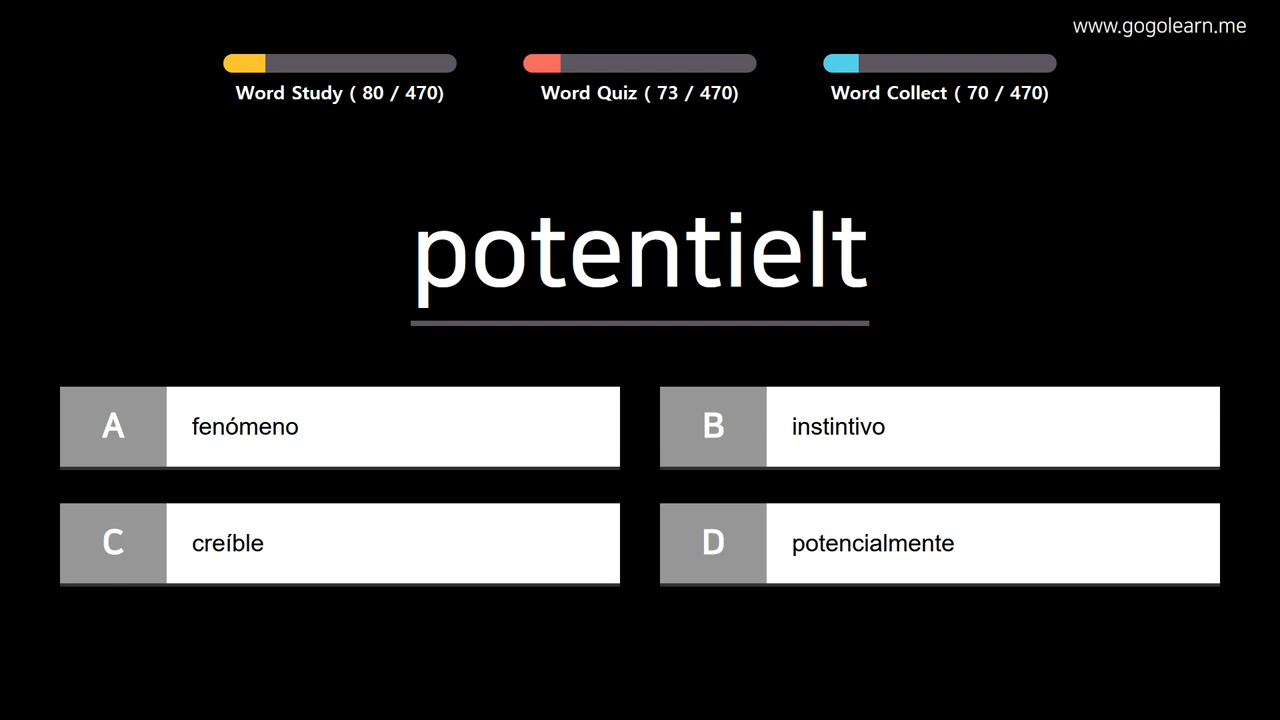 www.gogolearn.me
Word Study ( 80 / 470)
Word Quiz ( 73 / 470)
Word Collect ( 70 / 470)
potentielt
A fenómeno
B instintivo
C creíble
D potencialmente